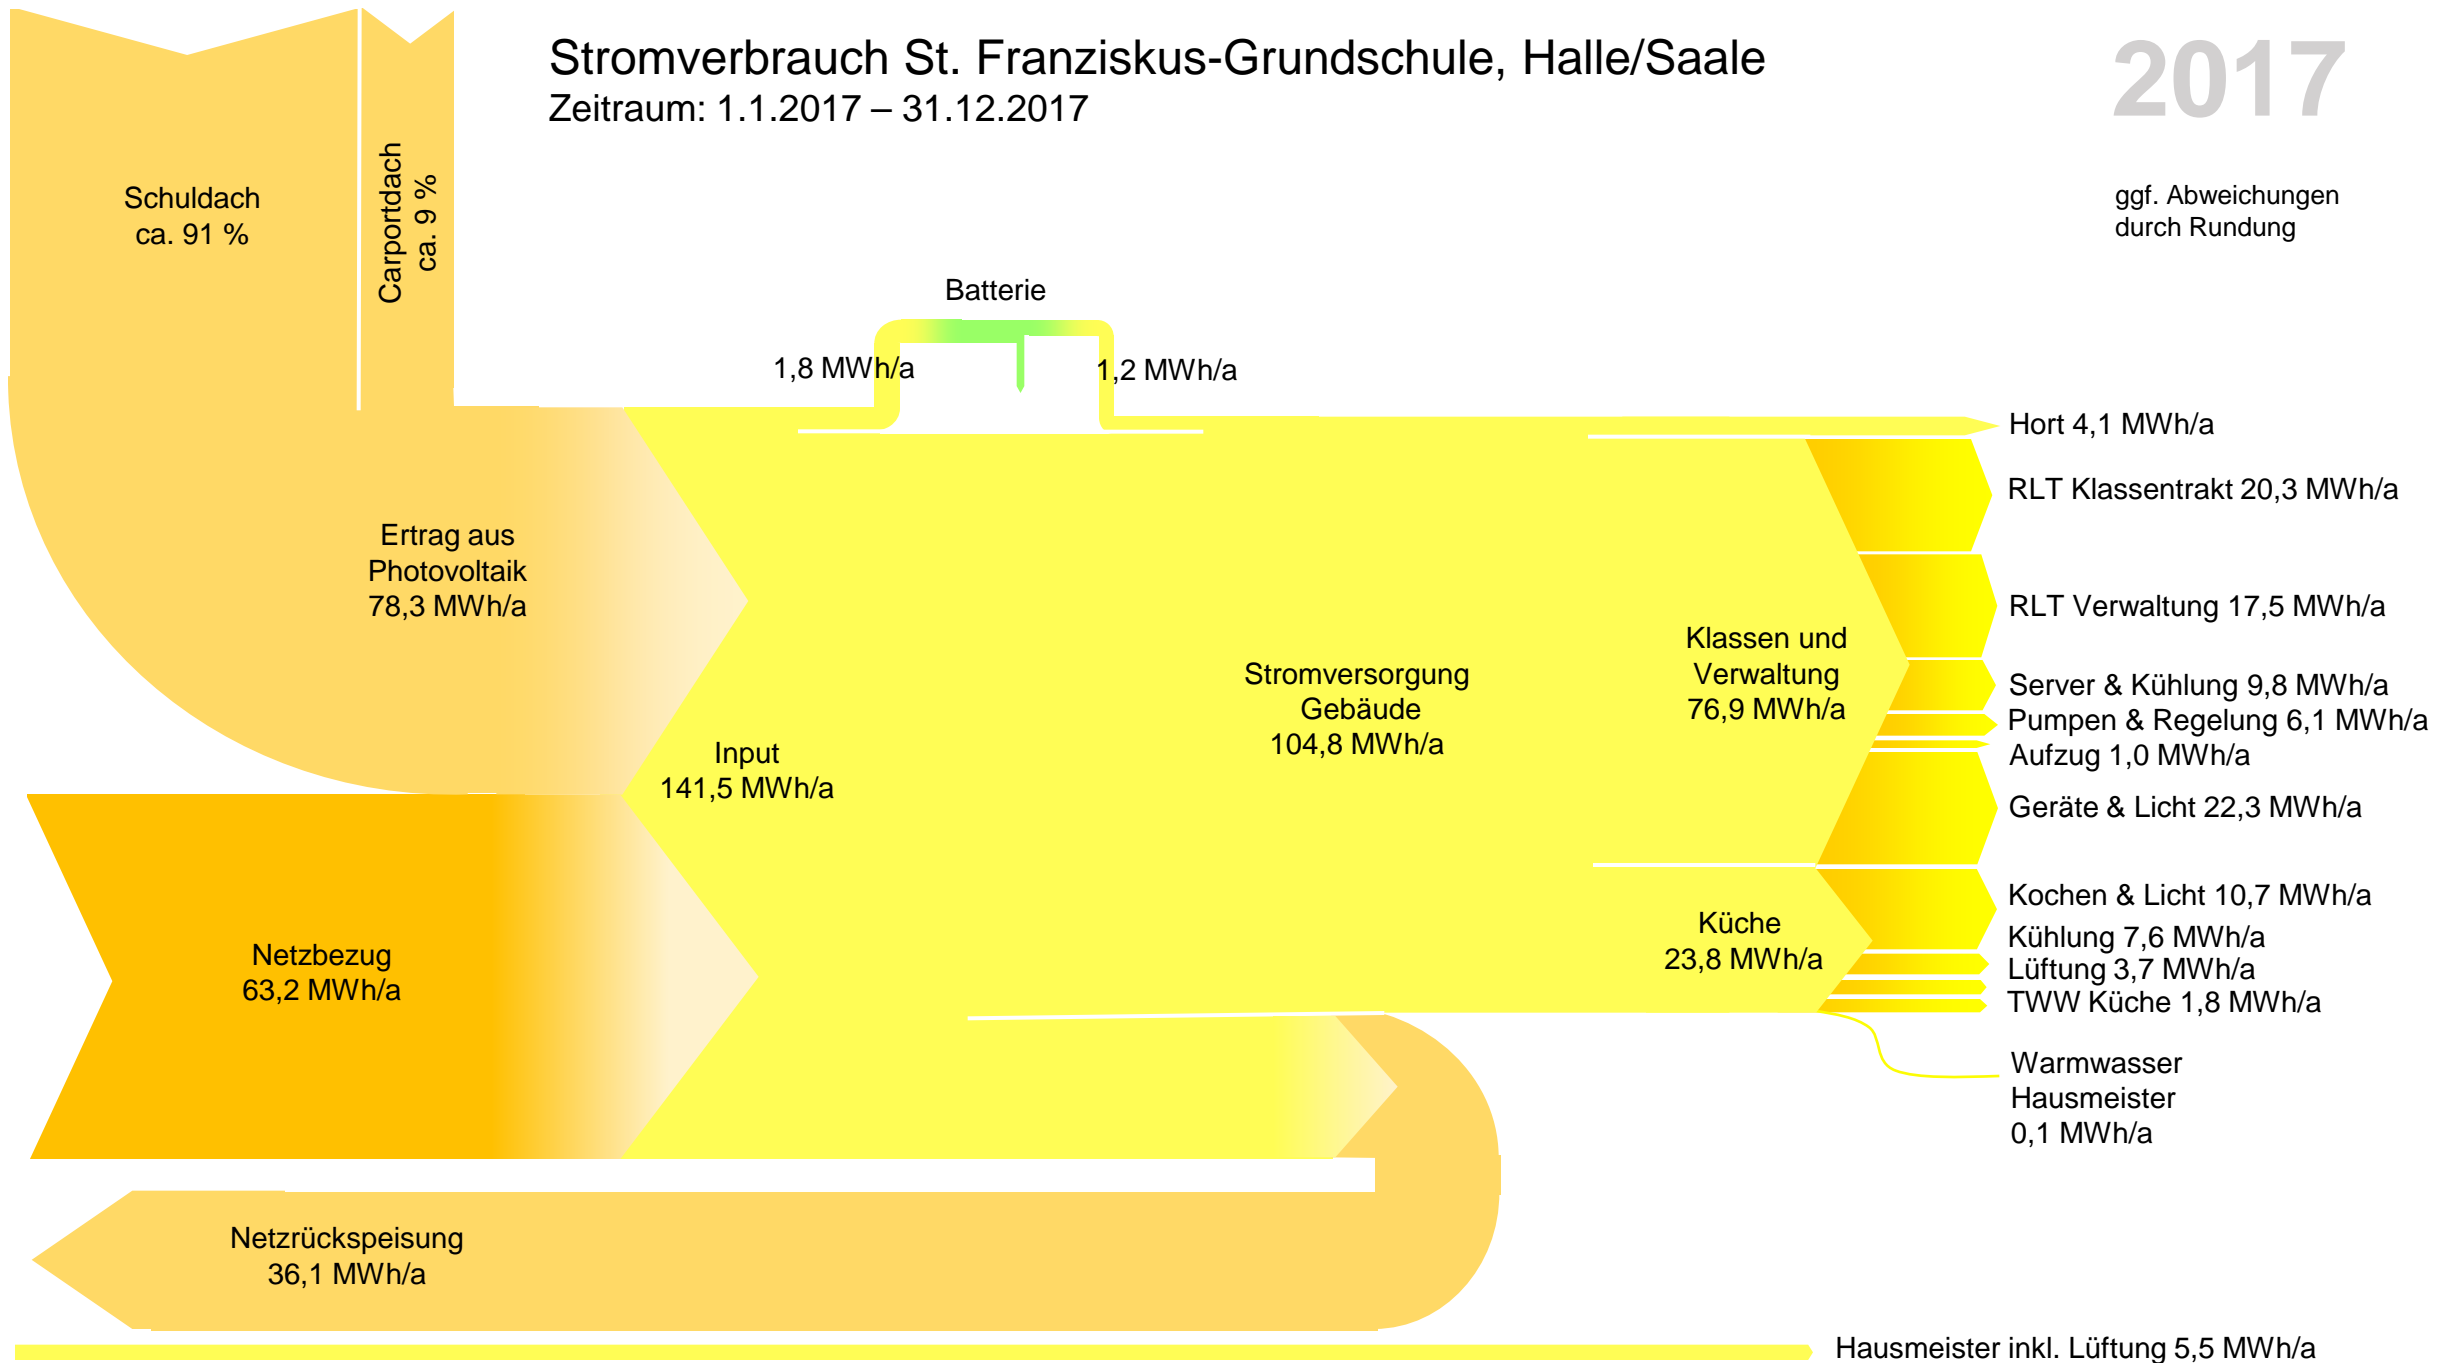 Stromverbrauch St. Franziskus-Grundschule, Halle/Saale
Zeitraum: 1.1.2017 – 31.12.2017
2017
ggf. Abweichungen
durch Rundung
Schuldach
ca. 91 %
Carportdach
ca. 9 %
Batterie
1,8 MWh/a
1,2 MWh/a
Ertrag aus
Photovoltaik
78,3 MWh/a
Input
141,5 MWh/a
Netzbezug
63,2 MWh/a
Stromversorgung
Gebäude
104,8 MWh/a
Klassen und
Verwaltung
76,9 MWh/a
Küche
23,8 MWh/a
Hort 4,1 MWh/a
RLT Klassentrakt 20,3 MWh/a
RLT Verwaltung 17,5 MWh/a
Server & Kühlung 9,8 MWh/a
Pumpen & Regelung 6,1 MWh/a
Aufzug 1,0 MWh/a
Geräte & Licht 22,3 MWh/a
Kochen & Licht 10,7 MWh/a
Kühlung 7,6 MWh/a
Lüftung 3,7 MWh/a
TWW Küche 1,8 MWh/a
Warmwasser
Hausmeister
0,1 MWh/a
Netzrückspeisung
36,1 MWh/a
Hausmeister inkl. Lüftung 5,5 MWh/a